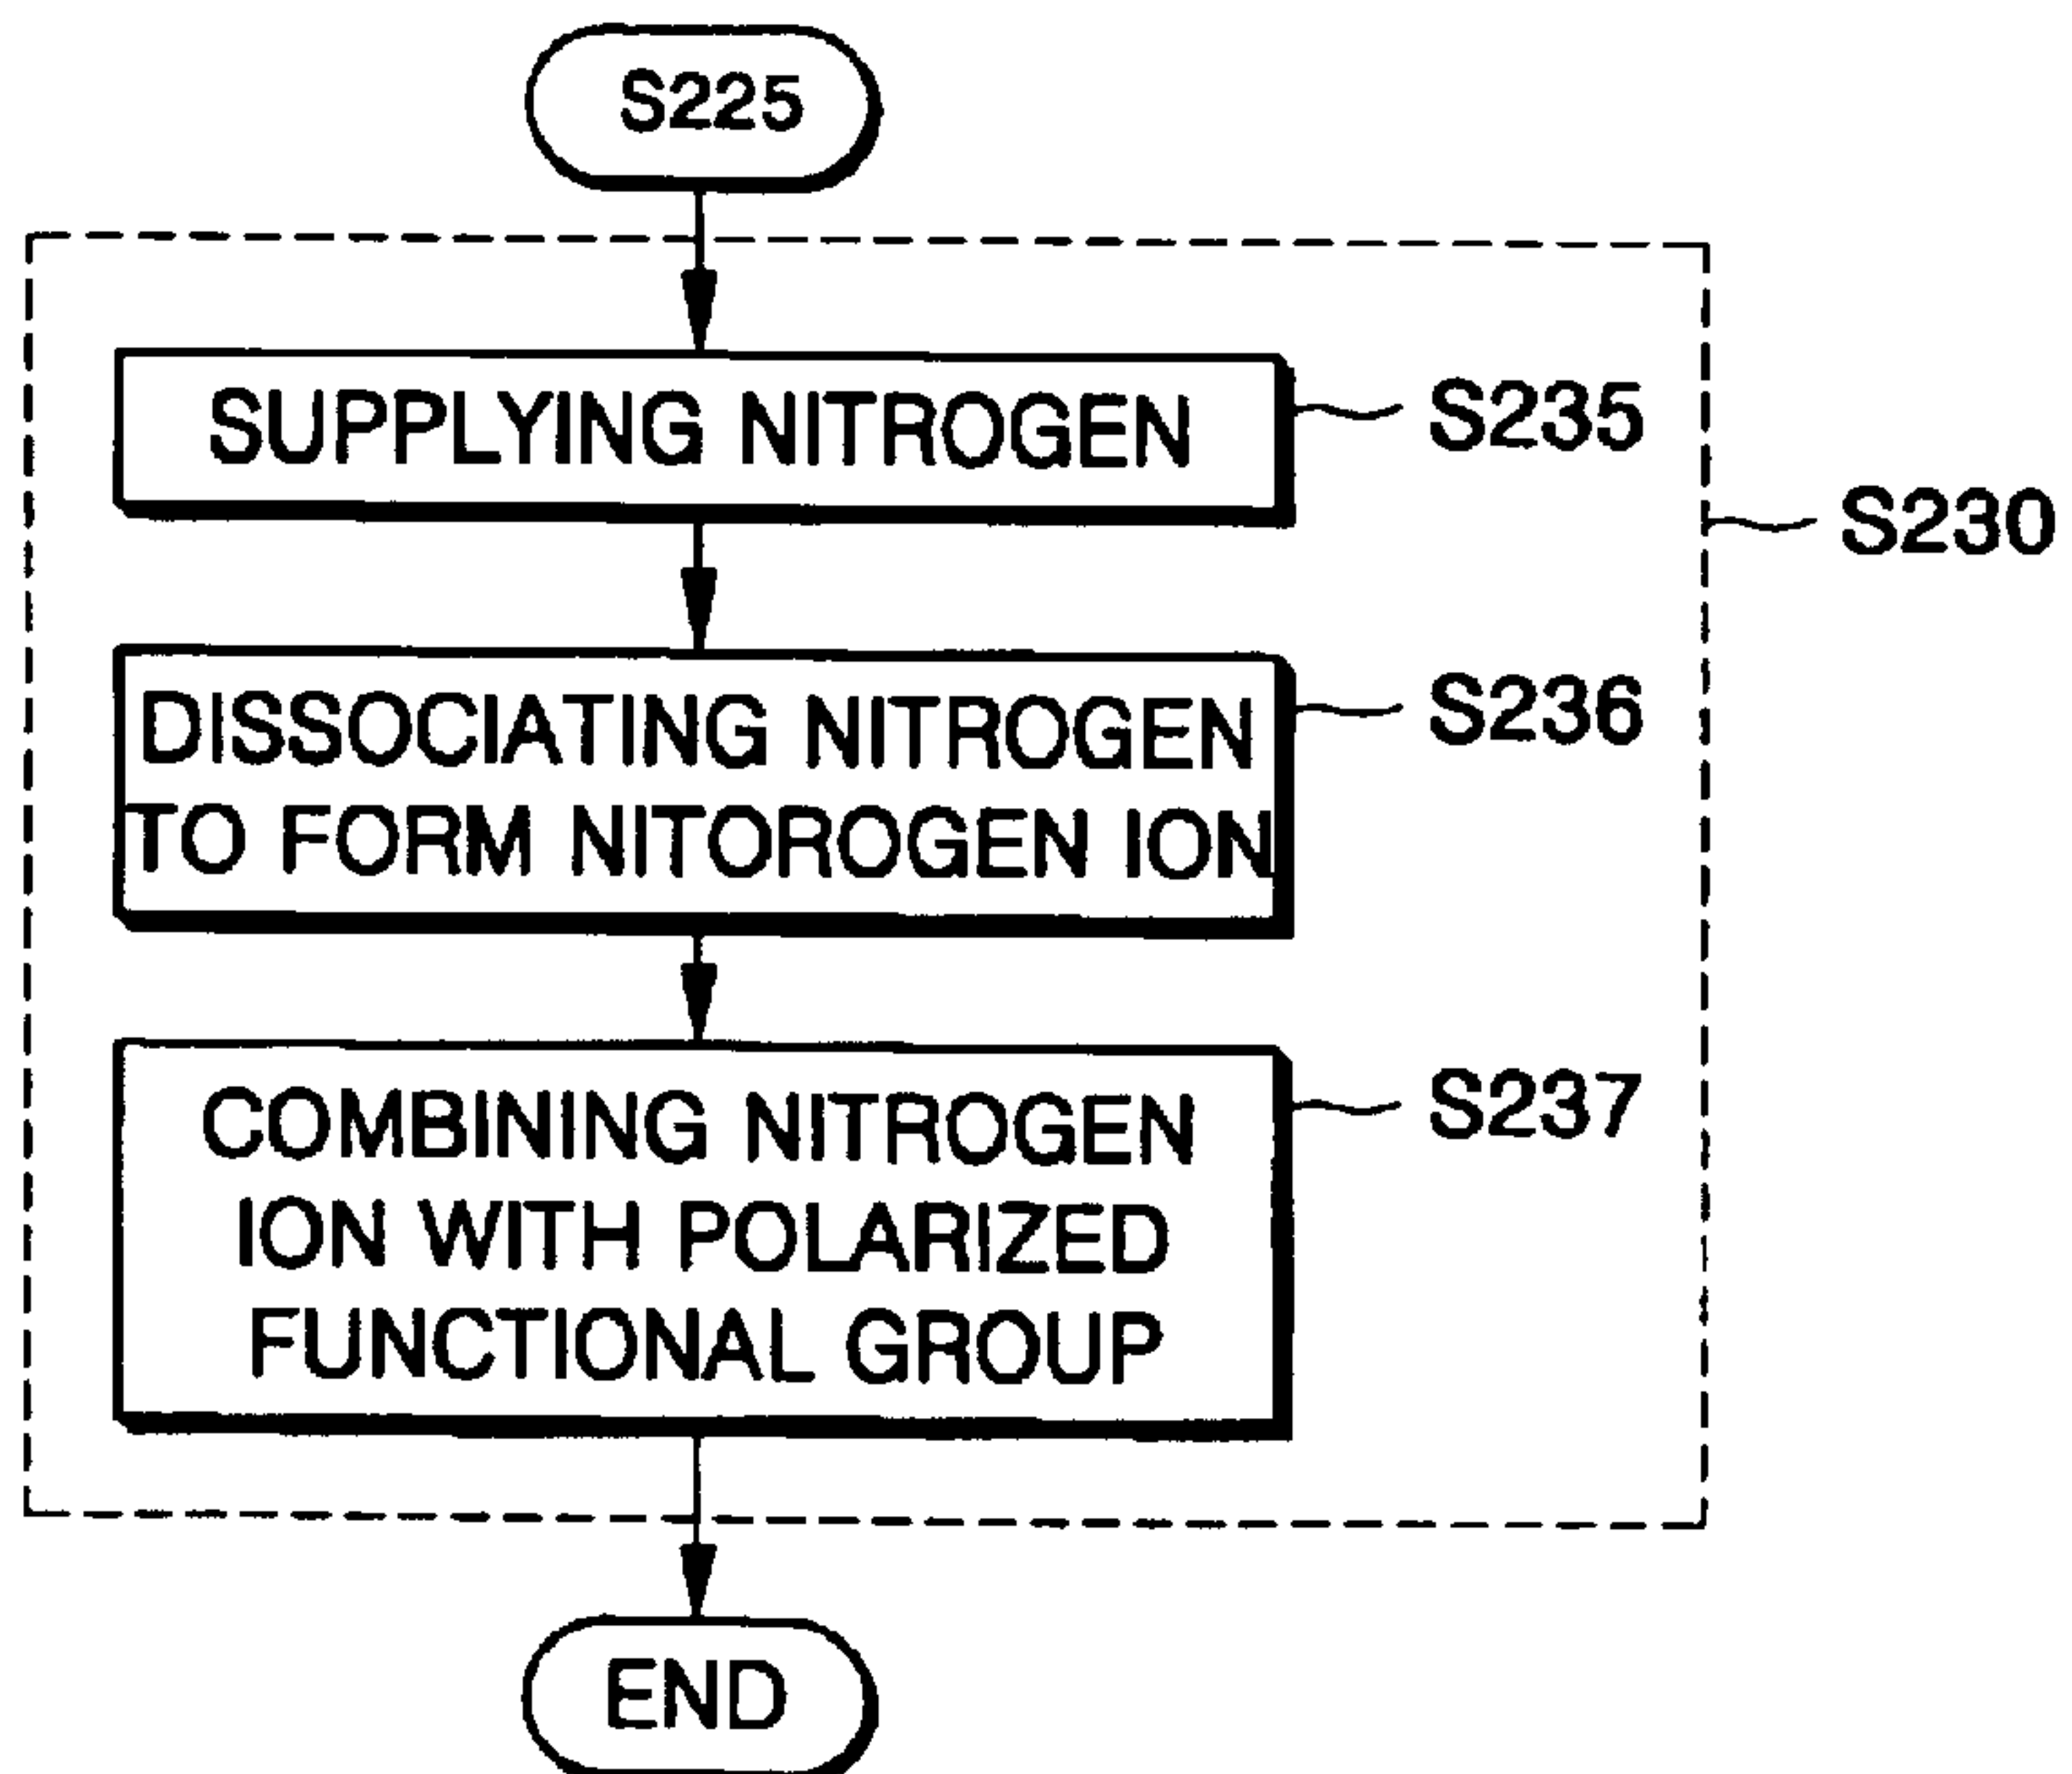 S225
SUPPLYING NITROGEN
S235
S230
DISSOCIATING NITROGEN
TO FORM NITOROGEN ION
S236
COMBINING NITROGEN
ION WITH POLARIZED
FUNCTIONAL GROUP
S237
END